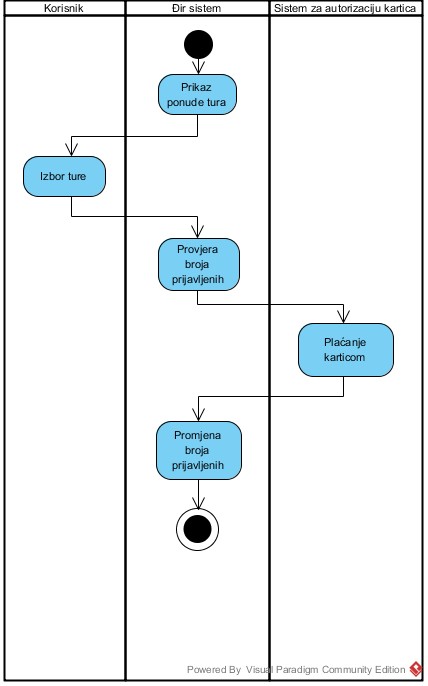 Korisnik
Đir sistem
Sistem za autorizaciju kartica
Prikaz
ponude tura
Izbor ture
Provjera
broja
prijavljenih
Plaćanje
karticom
Promjena
broja
prijavljenih
Powered By Visual Paradigm Community Edition